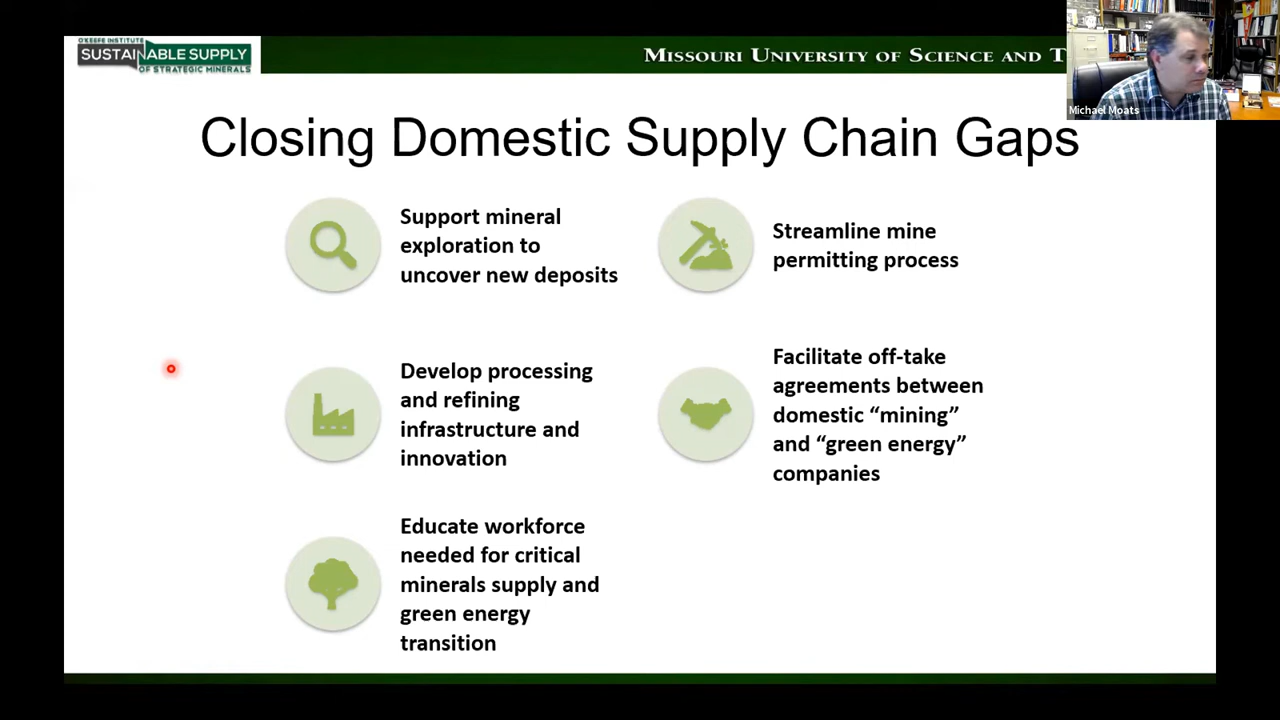 O'KEEFE INSTITUTE
SUSTAINABLE SUPPLY
OF STRATEGIC MINERALS
MISSOURI UNIVERSITY OF SCIENCE AND T
Michael Moats
Closing Domestic Supply Chain Gaps
Support mineral
exploration to
uncover new deposits
Streamline mine
permitting process
Develop processing
and refining
infrastructure and
innovation
Facilitate off-take
agreements between
domestic “mining”
and “green energy”
companies
Educate workforce
needed for critical
minerals supply and
green energy
transition